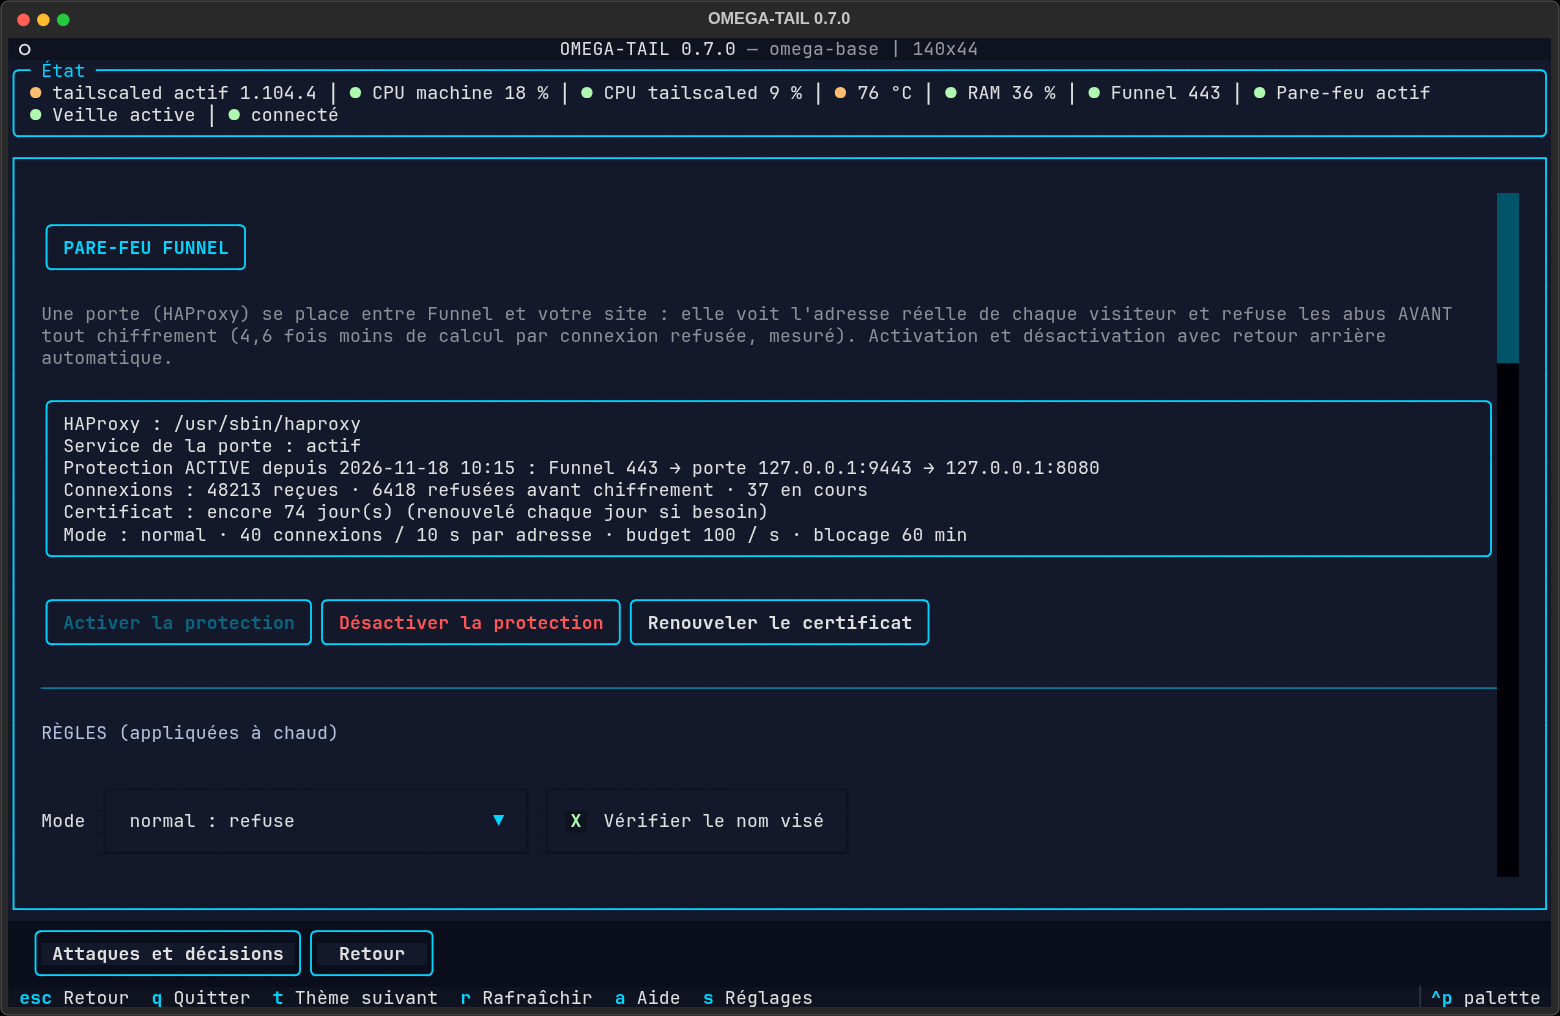 OMEGA-TAIL 0.7.0
OMEGA-TAIL 0.7.0 — omega-base | 140x44
État
tailscaled actif 1.104.4 │ ● CPU machine 18 % │ ● CPU tailscaled 9 % │ ● 76 °C │ ● RAM 36 % │ ● Funnel 443 │ ● Pare-feu actif
● Veille active │ ● connecté
PARE-FEU FUNNEL
Une porte (HAProxy) se place entre Funnel et votre site : elle voit l'adresse réelle de chaque visiteur et refuse les abus AVANT
tout chiffrement (4,6 fois moins de calcul par connexion refusée, mesuré). Activation et désactivation avec retour arrière
automatique.
HAProxy : /usr/sbin/haproxy
Service de la porte : actif
Protection ACTIVE depuis 2026-11-18 10:15 : Funnel 443 → porte 127.0.0.1:9443 → 127.0.0.1:8080
Connexions : 48213 reçues · 6418 refusées avant chiffrement · 37 en cours
Certificat : encore 74 jour(s) (renouvelé chaque jour si besoin)
Mode : normal · 40 connexions / 10 s par adresse · budget 100 / s · blocage 60 min
Activer la protection Désactiver la protection Renouveler le certificat
RÈGLES (appliquées à chaud)
Mode normal : refuse ▼ X Vérifier le nom visé
Attaques et décisions Retour
esc Retour q Quitter t Thème suivant r Rafraîchir a Aide s Réglages ^p palette